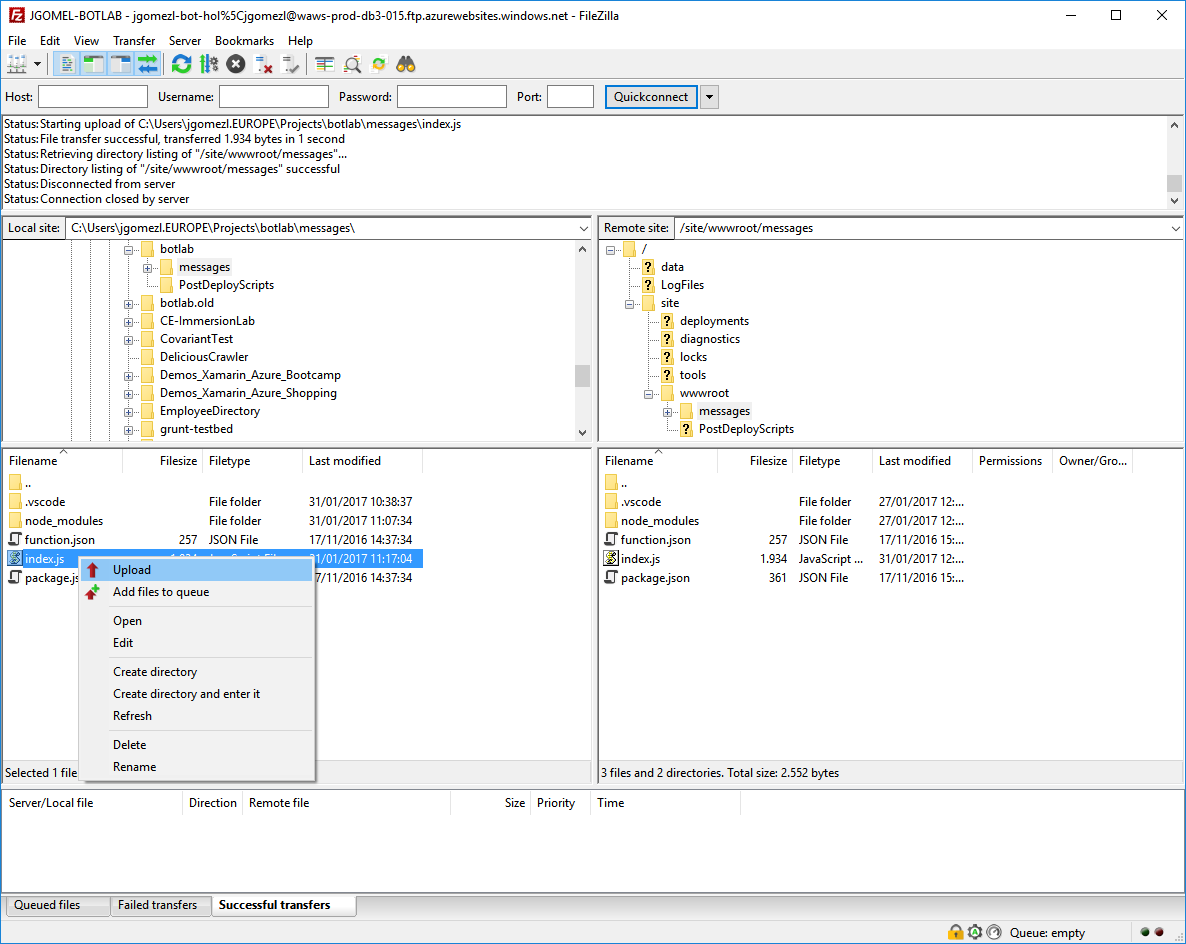 JGOMEL-BOTLAB - jgomezl-bot-hol%5Cjgomezl@waws-prod-db3-015.ftp.azurewebsites.windows.net - FileZilla
File Edit View Transfer Server Bookmarks Help
Host: Username: Password: Port: Quickconnect
Status: Starting upload of C:\Users\jgomezl.EUROPE\Projects\botlab\messages\index.js
Status: File transfer successful, transferred 1.934 bytes in 1 second
Status: Retrieving directory listing of "/site/wwwroot/messages"...
Status: Directory listing of "/site/wwwroot/messages" successful
Status: Disconnected from server
Status: Connection closed by server
Local site: C:\Users\jgomezl.EUROPE\Projects\botlab\messages\
botlab
messages
PostDeployScripts
botlab.old
CE-ImmersionLab
CovariantTest
DeliciousCrawler
Demos_Xamarin_Azure_Bootcamp
Demos_Xamarin_Azure_Shopping
EmployeeDirectory
grunt-testbed
Remote site: /site/wwwroot/messages
/
data
LogFiles
site
deployments
diagnostics
locks
tools
wwwroot
messages
PostDeployScripts
Filename Filesize Filetype Last modified
..
.vscode File folder 31/01/2017 10:38:37
node_modules File folder 31/01/2017 11:07:34
function.json 257 JSON File 17/11/2016 14:37:34
index.js 31/01/2017 11:17:04
package.js 17/11/2016 14:37:34
Upload
Add files to queue
Open
Edit
Create directory
Create directory and enter it
Refresh
Delete
Rename
Selected 1 file
Filename Filesize Filetype Last modified Permissions Owner/Gro...
..
.vscode File folder 27/01/2017 12:...
node_modules File folder 27/01/2017 12:...
function.json 257 JSON File 17/11/2016 15:...
index.js 1.934 JavaScript ... 31/01/2017 12:...
package.json 361 JSON File 17/11/2016 15:...
3 files and 2 directories. Total size: 2.552 bytes
Server/Local file Direction Remote file Size Priority Time
Queued files Failed transfers Successful transfers
Queue: empty